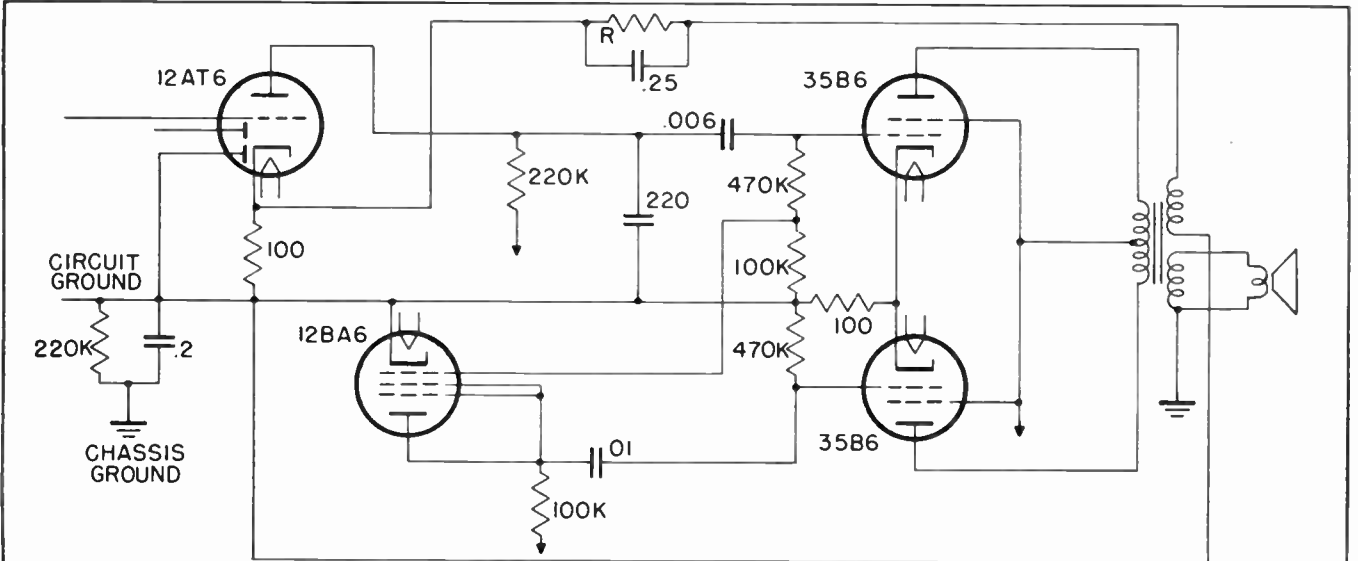 R
.25
12AT6
35B6
.006
220K
470K
220
100
100K
CIRCUIT
GROUND
12BA6
100
220K
.2
470K
35B6
CHASSIS
GROUND
.01
100K